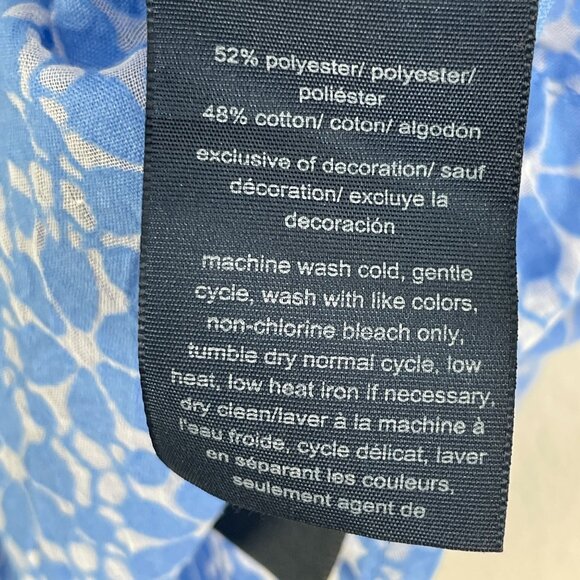 52% polyester/ polyester/
poliéster
48% cotton/ coton/ algodón
exclusive of decoration/ sauf
décoration/ excluye la
decoración
machine wash cold, gentle
cycle, wash with like colors,
non-chlorine bleach only,
tumble dry normal cycle, low
heat, low heat iron if necessary,
dry clean/laver à la machine à
l'eau froide, cycle délicat, laver
en séparant les couleurs,
seulement agent de